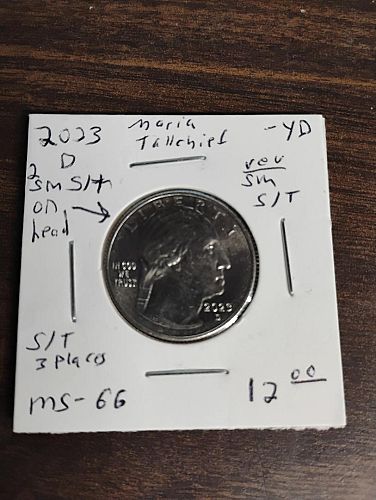 2023
D
2
sm S/T
on
head
Maria
Tallchief
-YD
rev
sm
S/T
LIBERTY
IN GOD
WE
TRUST
2023
D
S/T
3 places
MS-66
12 00